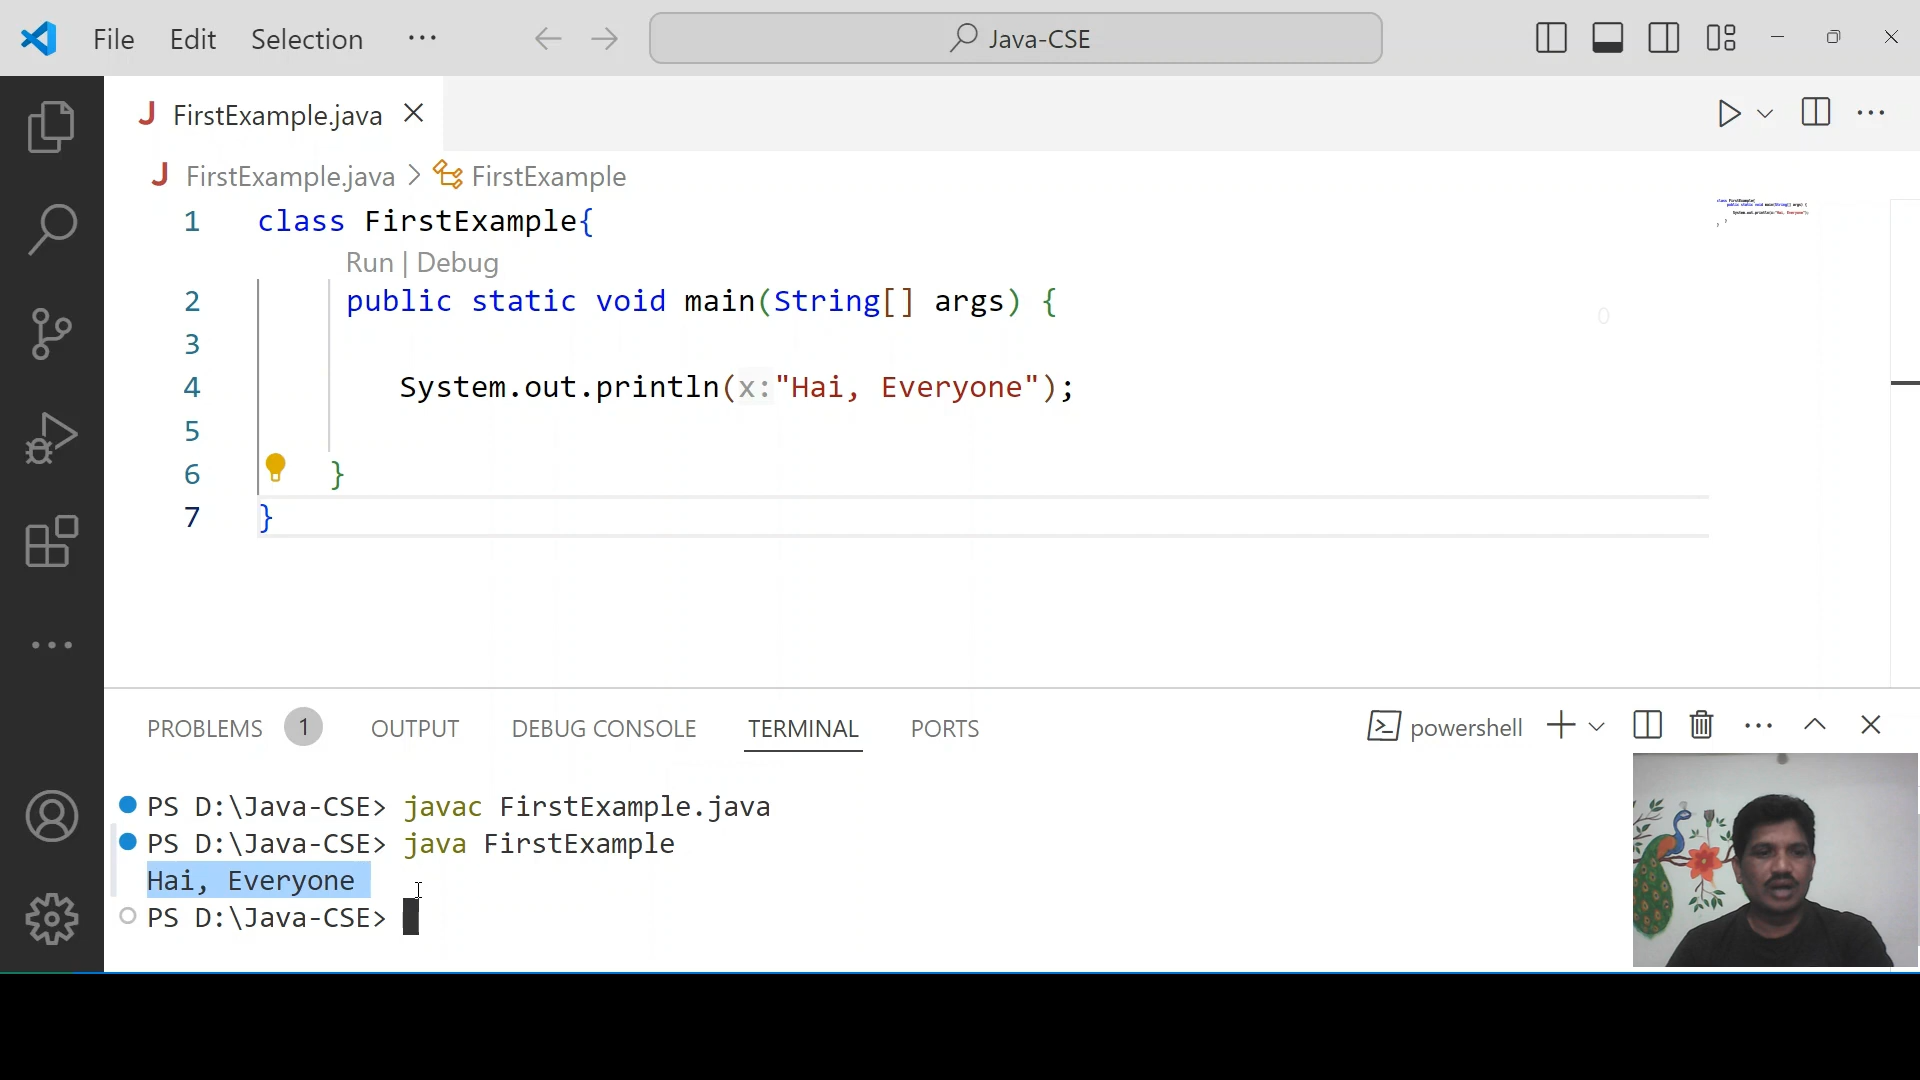 File Edit Selection ··· Java-CSE
J FirstExample.java
J FirstExample.java > FirstExample
1 class FirstExample{
Run | Debug
2 public static void main(String[] args) {
3
4 System.out.println(x:"Hai, Everyone");
5
6 }
7 }
PROBLEMS 1 OUTPUT DEBUG CONSOLE TERMINAL PORTS powershell
PS D:\Java-CSE> javac FirstExample.java
PS D:\Java-CSE> java FirstExample
Hai, Everyone
PS D:\Java-CSE>